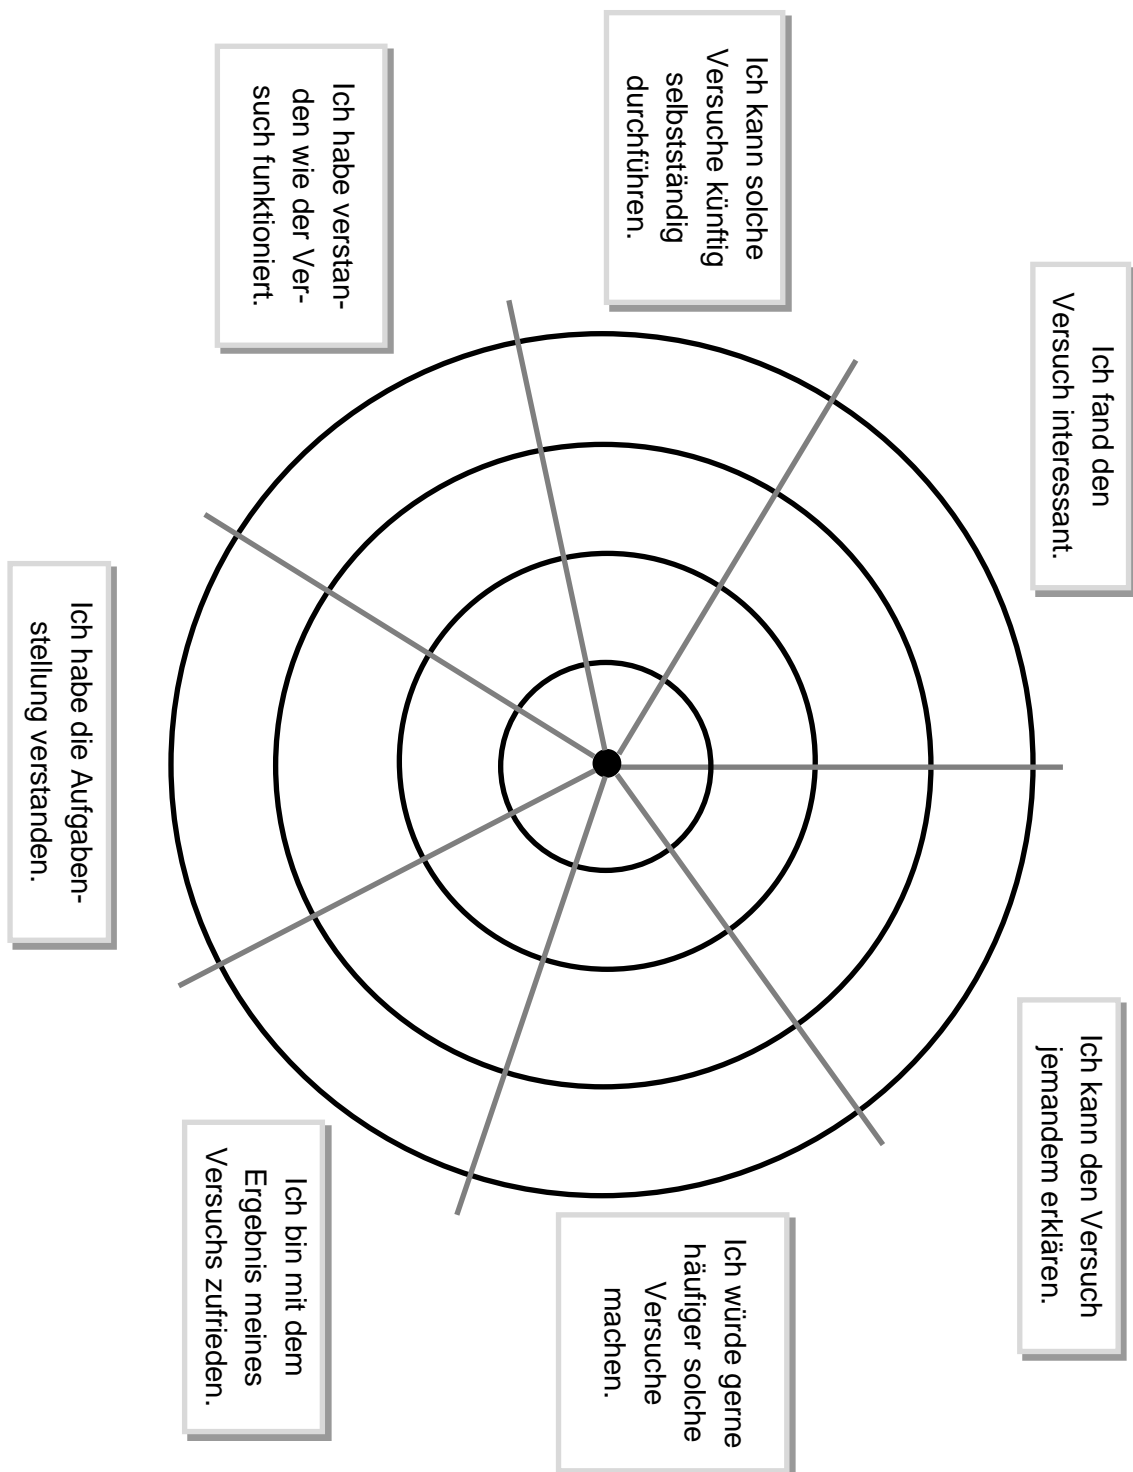 Ich fand den
Versuch interessant.
Ich kann den Versuch
jemandem erklären.
Ich kann solche
Versuche künftig
selbstständig
durchführen.
Ich würde gerne
häufiger solche
Versuche
machen.
Ich habe verstan-
den wie der Ver-
such funktioniert.
Ich bin mit dem
Ergebnis meines
Versuchs zufrieden.
Ich habe die Aufgaben-
stellung verstanden.